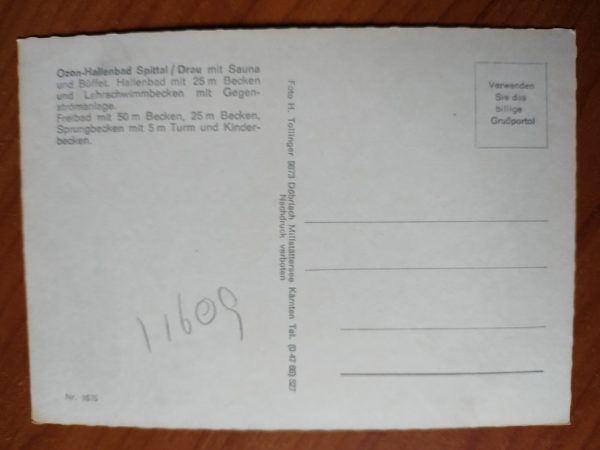 Ozon-Hallenbad Spittal/Drau mit Sauna
und Büffet. Hallenbad mit 25 m Becken
und Lehrschwimmbecken mit Gegen-
stromanlage.
Freibad mit 50 m Becken, 25 m Becken,
Sprungbecken mit 5 m Turm und Kinder-
becken.
Foto H. Tollinger 9873 Döbriach Millstättersee Kärnten Tel. (0 42 46) 527
Nachdruck verboten
Verwenden
Sie das
billige
Grußporto!
11609
Nr.